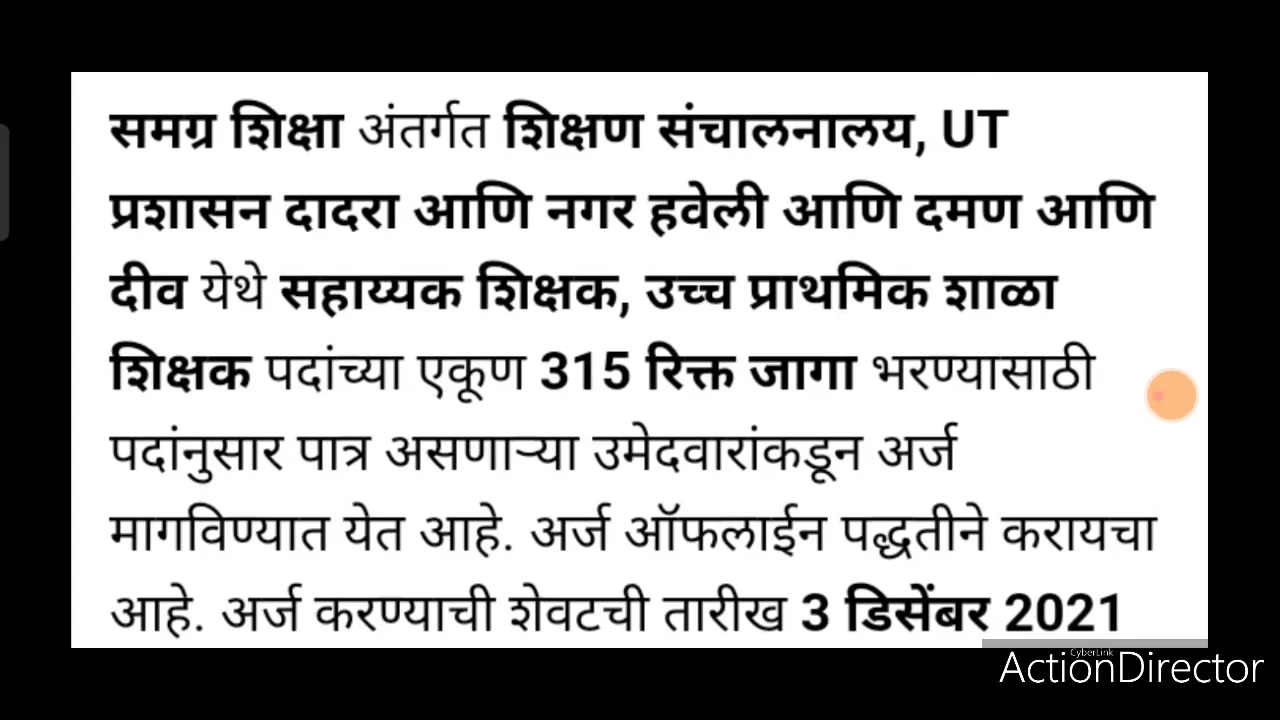 समग्र शिक्षा अंतर्गत शिक्षण संचालनालय, UT
प्रशासन दादरा आणि नगर हवेली आणि दमण आणि
दीव येथे सहाय्यक शिक्षक, उच्च प्राथमिक शाळा
शिक्षक पदांच्या एकूण 315 रिक्त जागा भरण्यासाठी
पदांनुसार पात्र असणाऱ्या उमेदवारांकडून अर्ज
मागविण्यात येत आहे. अर्ज ऑफलाईन पद्धतीने करायचा
आहे. अर्ज करण्याची शेवटची तारीख 3 डिसेंबर 2021
CyberLink
ActionDirector